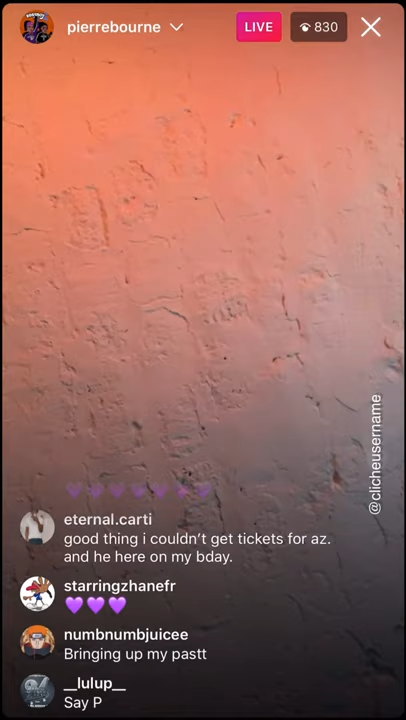 pierrebourne
LIVE
830
@clicheusername
💜💜💜💜💜💜💜
eternal.carti
good thing i couldn't get tickets for az.
and he here on my bday.
starringzhanefr
💜💜💜
numbnumbjuicee
Bringing up my pastt
__lulup__
Say P